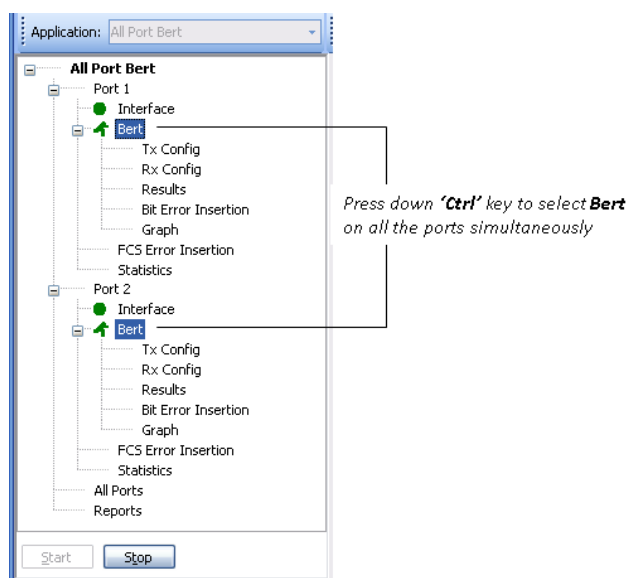 Application: All Port Bert
All Port Bert
Port 1
Interface
Bert
Tx Config
Rx Config
Results
Bit Error Insertion
Graph
FCS Error Insertion
Statistics
Port 2
Interface
Bert
Tx Config
Rx Config
Results
Bit Error Insertion
Graph
FCS Error Insertion
Statistics
All Ports
Reports
Start Stop
Press down ‘Ctrl’ key to select Bert
on all the ports simultaneously